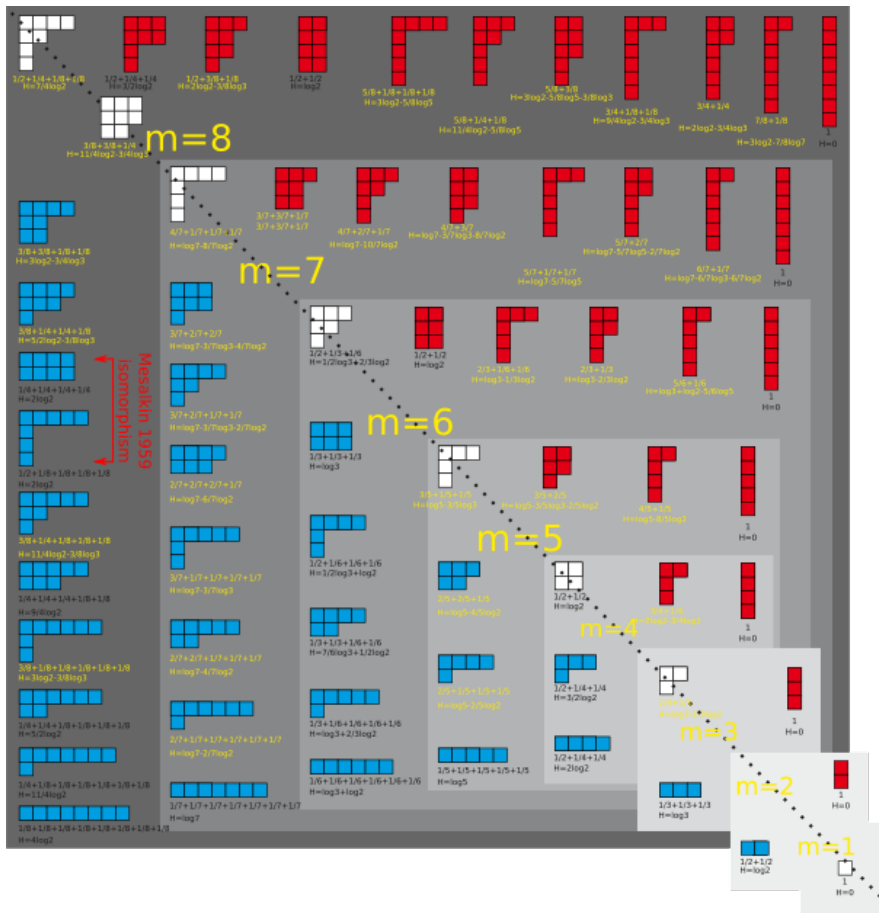 1/2+1/4+1/8+1/8
H=7/4log2
1/2+1/4+1/4
H=3/2log2
1/2+3/8+1/8
H=2log2-3/8log3
1/2+1/2
H=log2
5/8+1/8+1/8+1/8
H=3log2-5/8log5
5/8+1/4+1/8
H=11/4log2-5/8log5
5/8+3/8
H=3log2-5/8log5-3/8log3
3/4+1/8+1/8
H=9/4log2-3/4log3
3/4+1/4
H=2log2-3/4log3
7/8+1/8
H=3log2-7/8log7
1
H=0
3/8+3/8+1/4
H=11/4log2-3/4log3
m=8
3/8+3/8+1/8+1/8
H=3log2-3/4log3
3/8+1/4+1/4+1/8
H=5/2log2-3/8log3
1/4+1/4+1/4+1/4
H=2log2
1/2+1/8+1/8+1/8+1/8
H=2log2
Mesalkin 1959
isomorphism
3/8+1/4+1/8+1/8+1/8
H=11/4log2-3/8log3
1/4+1/4+1/4+1/8+1/8
H=9/4log2
3/8+1/8+1/8+1/8+1/8+1/8
H=3log2-3/8log3
1/4+1/4+1/8+1/8+1/8+1/8
H=5/2log2
1/4+1/8+1/8+1/8+1/8+1/8+1/8
H=11/4log2
1/8+1/8+1/8+1/8+1/8+1/8+1/8+1/8
H=4log2
4/7+1/7+1/7+1/7
H=log7-8/7log2
3/7+3/7+1/7
3/7+3/7+1/7
4/7+2/7+1/7
H=log7-10/7log2
4/7+3/7
H=log7-3/7log3-8/7log2
5/7+1/7+1/7
H=log7-5/7log5
5/7+2/7
H=log7-5/7log5-2/7log2
6/7+1/7
H=log7-6/7log3-6/7log2
1
H=0
m=7
3/7+2/7+2/7
H=log7-3/7log3-4/7log2
3/7+2/7+1/7+1/7
H=log7-3/7log3-2/7log2
2/7+2/7+2/7+1/7
H=log7-6/7log2
3/7+1/7+1/7+1/7+1/7
H=log7-3/7log3
2/7+2/7+1/7+1/7+1/7
H=log7-4/7log2
2/7+1/7+1/7+1/7+1/7+1/7
H=log7-2/7log2
1/7+1/7+1/7+1/7+1/7+1/7+1/7
H=log7
1/2+1/3+1/6
H=1/2log3+2/3log2
1/2+1/2
H=log2
2/3+1/6+1/6
H=log3-1/3log2
2/3+1/3
H=log3-2/3log2
5/6+1/6
H=log3+log2-5/6log5
1
H=0
m=6
1/3+1/3+1/3
H=log3
1/2+1/6+1/6+1/6
H=1/2log3+log2
1/3+1/3+1/6+1/6
H=7/6log3+1/2log2
1/3+1/6+1/6+1/6+1/6
H=log3+2/3log2
1/6+1/6+1/6+1/6+1/6+1/6
H=log3+log2
3/5+1/5+1/5
H=log5-3/5log3
3/5+2/5
H=log5-3/5log3-2/5log2
4/5+1/5
H=log5-8/5log2
1
H=0
m=5
2/5+2/5+1/5
H=log5-4/5log2
2/5+1/5+1/5+1/5
H=log5-2/5log2
1/5+1/5+1/5+1/5+1/5
H=log5
1/2+1/2
H=log2
1
H=0
m=4
1/2+1/4+1/4
H=3/2log2
1/2+1/4+1/4
H=2log2
1
H=0
m=3
1/3+1/3+1/3
H=log3
1
H=0
m=2
1/2+1/2
H=log2
m=1
1
H=0